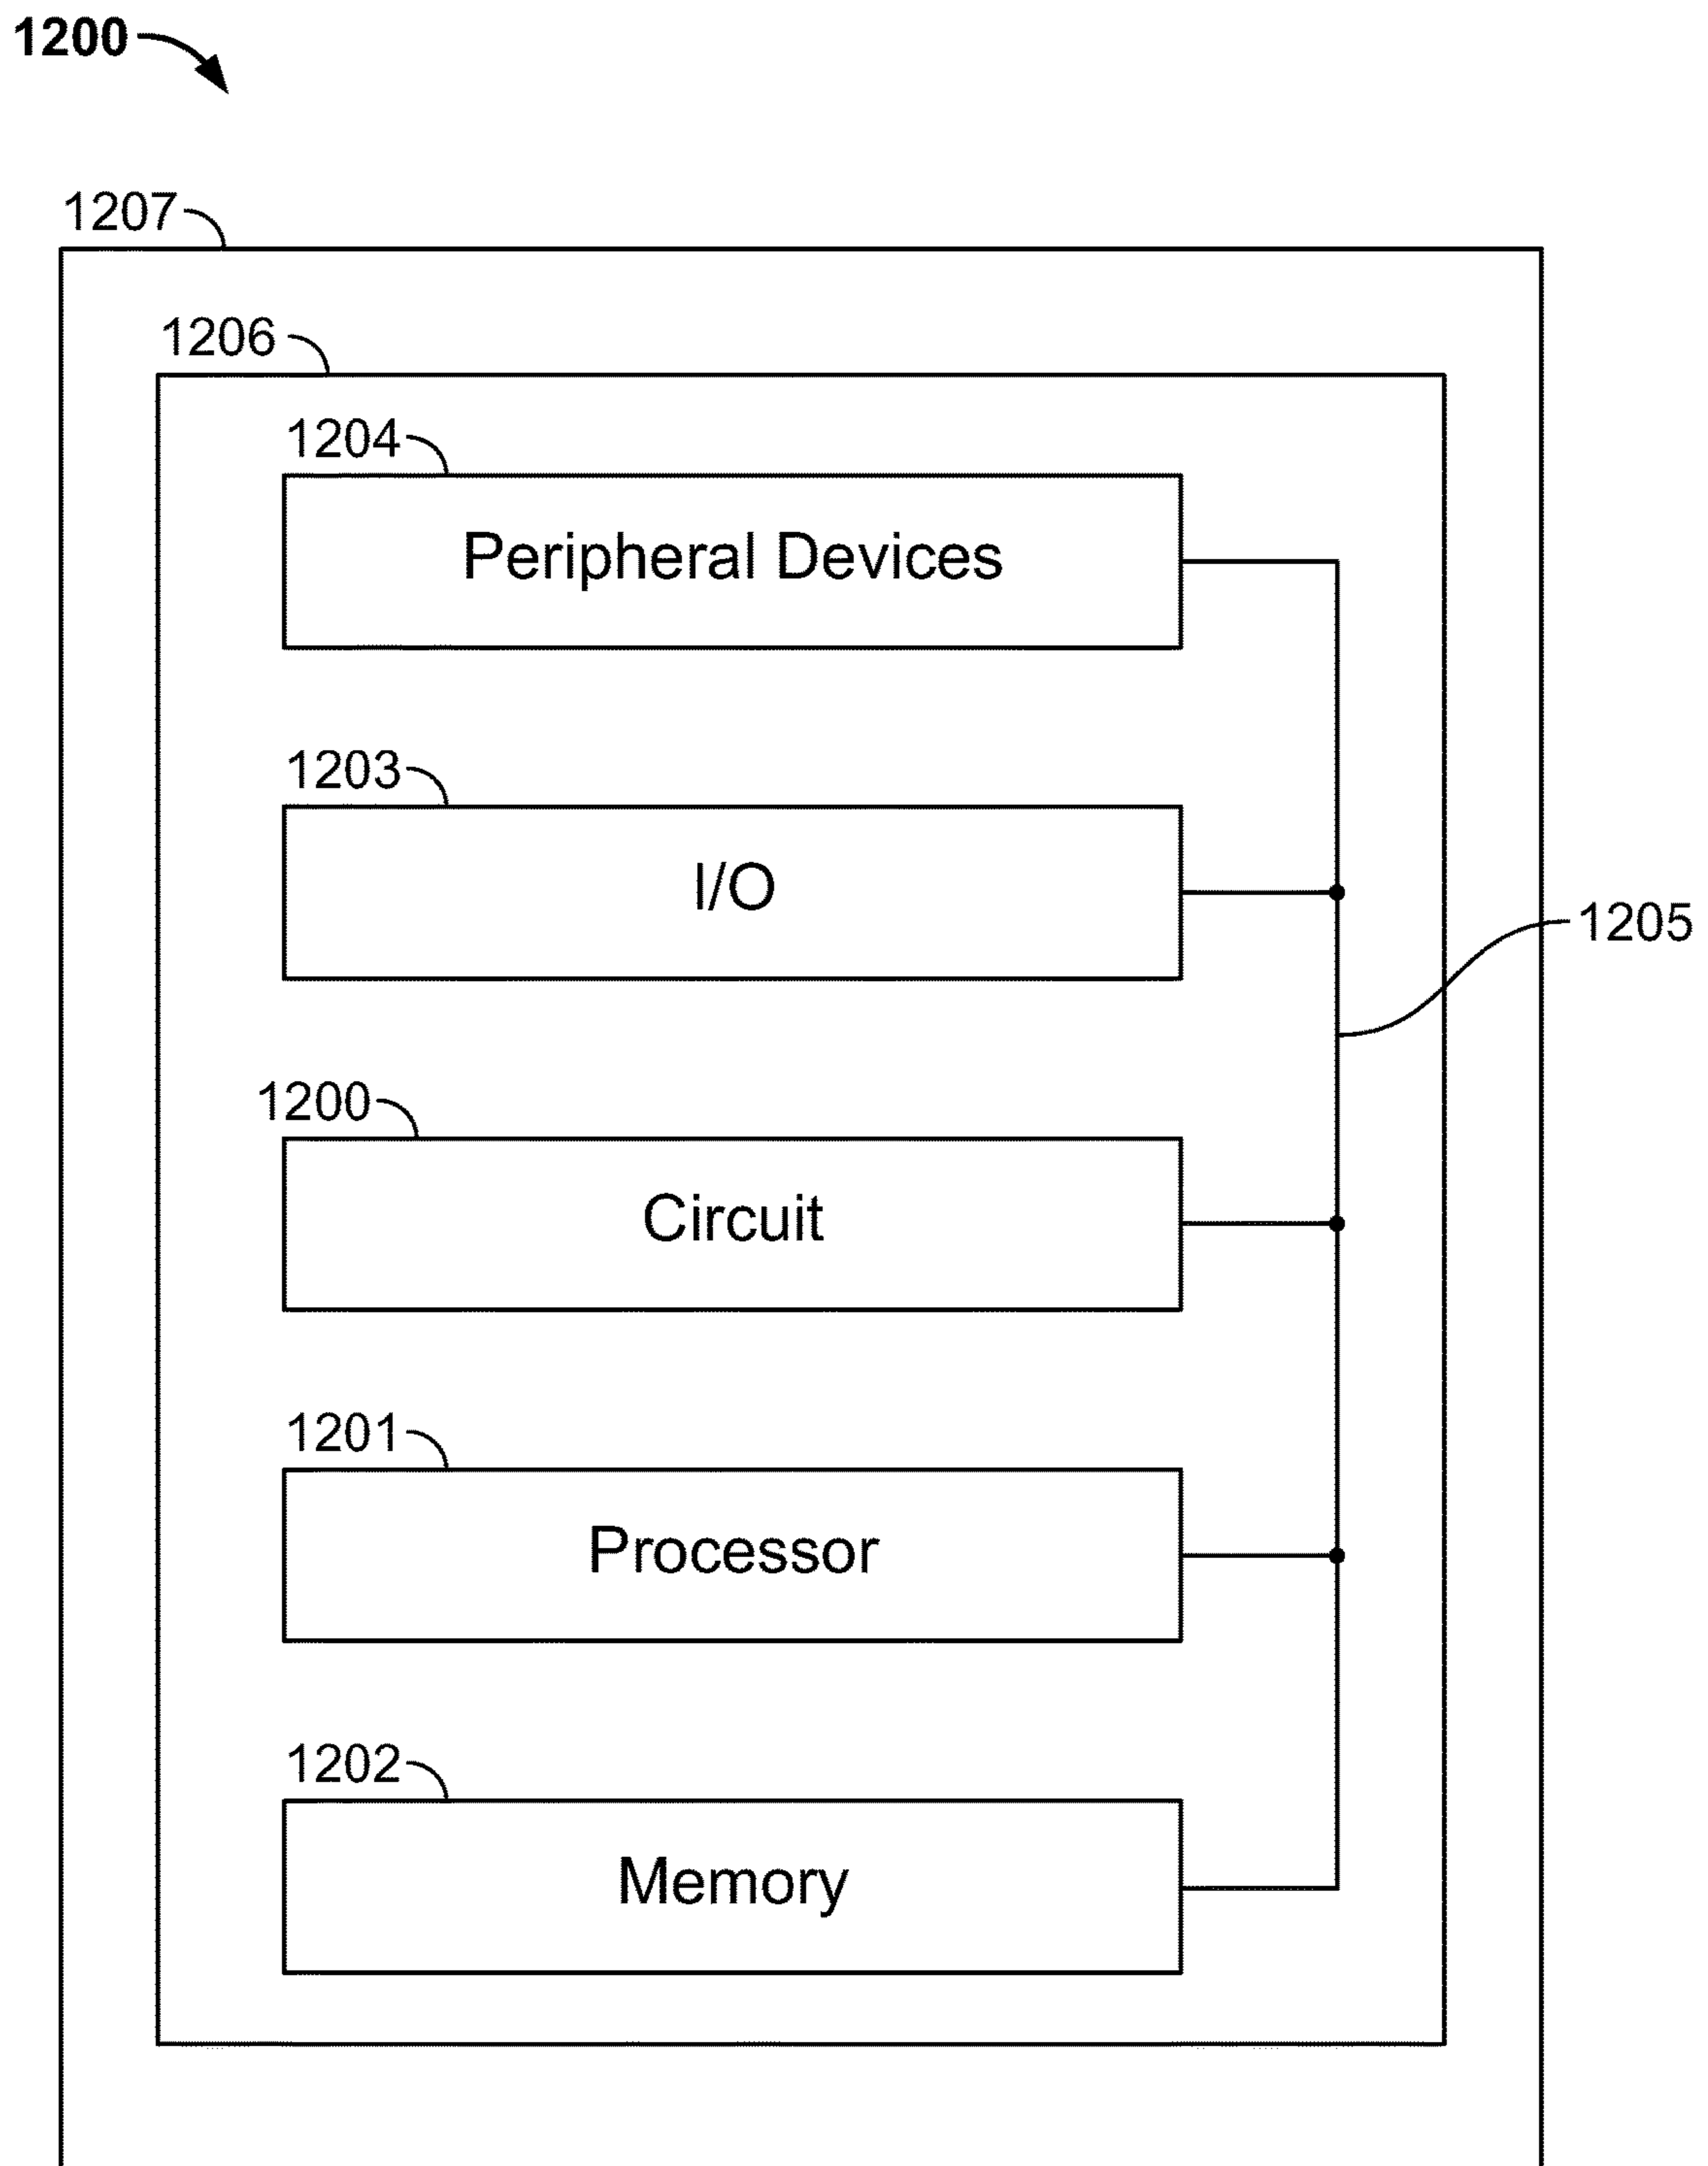 1200
1207
1206
1204
Peripheral Devices
1203
I/O
1205
1200
Circuit
1201
Processor
1202
Memory